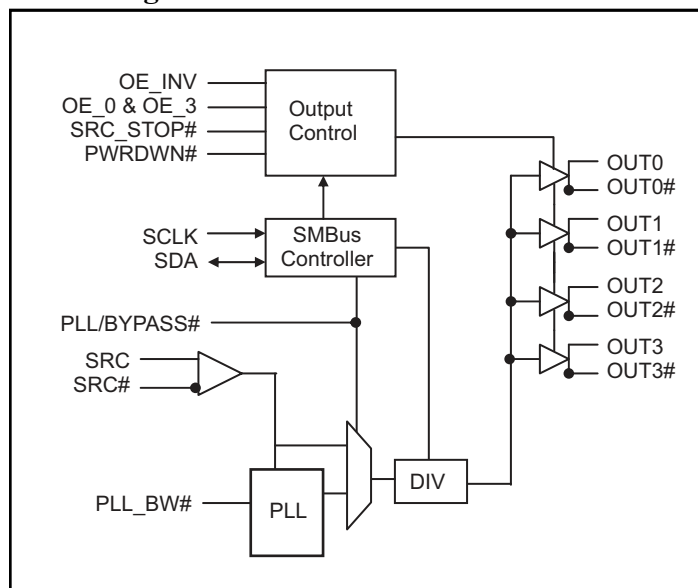 OE_INV
OE_0 & OE_3
SRC_STOP#
PWRDWN#
Output
Control
OUT0
OUT0#
OUT1
OUT1#
OUT2
OUT2#
OUT3
OUT3#
SCLK
SDA
SMBus
Controller
PLL/BYPASS#
SRC
SRC#
PLL_BW#
PLL
DIV